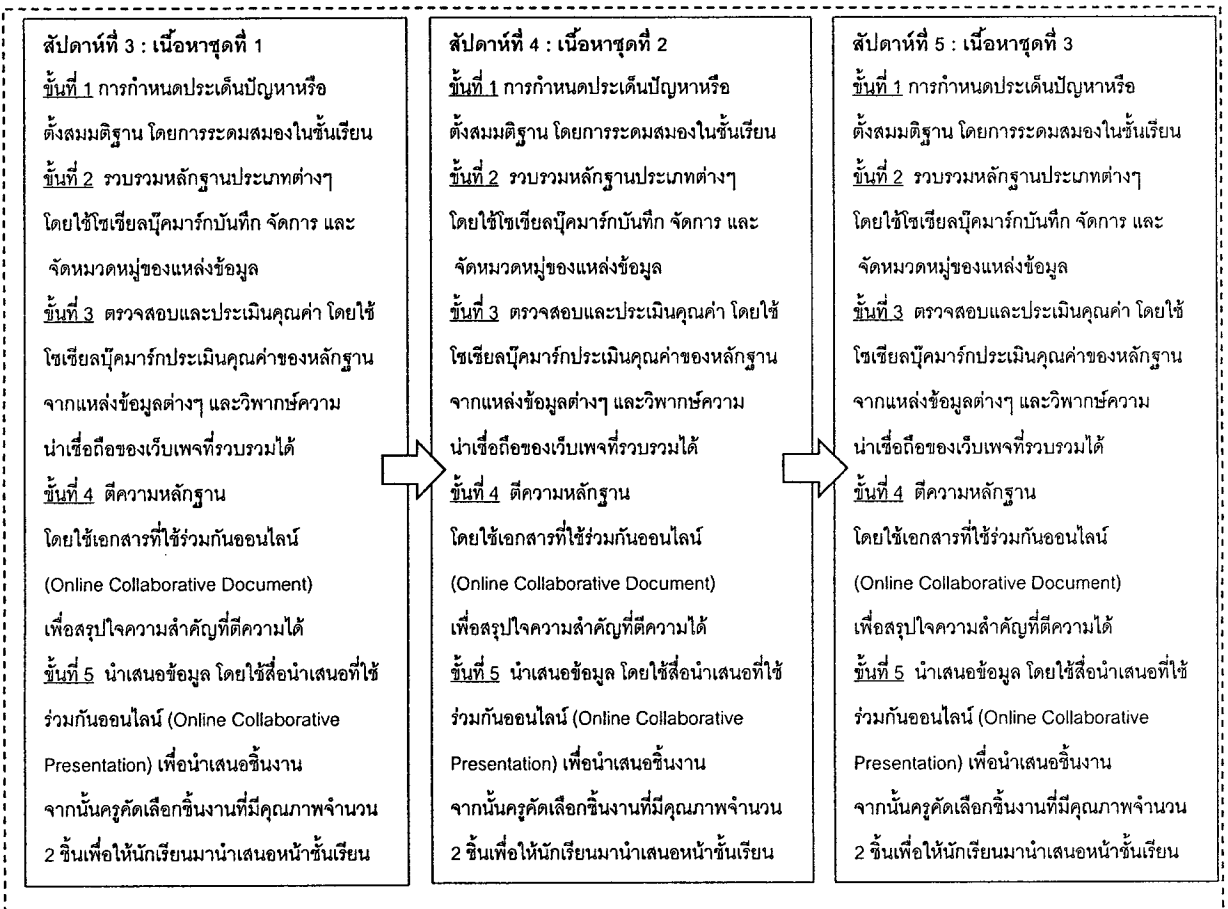 สัปดาห์ที่ 3 : เนื้อหาชุดที่ 1
ขั้นที่ 1 การกำหนดประเด็นปัญหาหรือ
ตั้งสมมติฐาน โดยการระดมสมองในชั้นเรียน
ขั้นที่ 2 รวบรวมหลักฐานประเภทต่างๆ
โดยใช้โซเชียลบุ๊คมาร์กบันทึก จัดการ และ
จัดหมวดหมู่ของแหล่งข้อมูล
ขั้นที่ 3 ตรวจสอบและประเมินคุณค่า โดยใช้
โซเชียลบุ๊คมาร์กประเมินคุณค่าของหลักฐาน
จากแหล่งข้อมูลต่างๆ และวิพากษ์ความ
น่าเชื่อถือของเว็บเพจที่รวบรวมได้
ขั้นที่ 4 ตีความหลักฐาน
โดยใช้เอกสารที่ใช้ร่วมกันออนไลน์
(Online Collaborative Document)
เพื่อสรุปใจความสำคัญที่ตีความได้
ขั้นที่ 5 นำเสนอข้อมูล โดยใช้สื่อนำเสนอที่ใช้
ร่วมกันออนไลน์ (Online Collaborative
Presentation) เพื่อนำเสนอชิ้นงาน
จากนั้นครูคัดเลือกชิ้นงานที่มีคุณภาพจำนวน
2 ชิ้นเพื่อให้นักเรียนมานำเสนอหน้าชั้นเรียน
สัปดาห์ที่ 4 : เนื้อหาชุดที่ 2
ขั้นที่ 1 การกำหนดประเด็นปัญหาหรือ
ตั้งสมมติฐาน โดยการระดมสมองในชั้นเรียน
ขั้นที่ 2 รวบรวมหลักฐานประเภทต่างๆ
โดยใช้โซเชียลบุ๊คมาร์กบันทึก จัดการ และ
จัดหมวดหมู่ของแหล่งข้อมูล
ขั้นที่ 3 ตรวจสอบและประเมินคุณค่า โดยใช้
โซเชียลบุ๊คมาร์กประเมินคุณค่าของหลักฐาน
จากแหล่งข้อมูลต่างๆ และวิพากษ์ความ
น่าเชื่อถือของเว็บเพจที่รวบรวมได้
ขั้นที่ 4 ตีความหลักฐาน
โดยใช้เอกสารที่ใช้ร่วมกันออนไลน์
(Online Collaborative Document)
เพื่อสรุปใจความสำคัญที่ตีความได้
ขั้นที่ 5 นำเสนอข้อมูล โดยใช้สื่อนำเสนอที่ใช้
ร่วมกันออนไลน์ (Online Collaborative
Presentation) เพื่อนำเสนอชิ้นงาน
จากนั้นครูคัดเลือกชิ้นงานที่มีคุณภาพจำนวน
2 ชิ้นเพื่อให้นักเรียนมานำเสนอหน้าชั้นเรียน
สัปดาห์ที่ 5 : เนื้อหาชุดที่ 3
ขั้นที่ 1 การกำหนดประเด็นปัญหาหรือ
ตั้งสมมติฐาน โดยการระดมสมองในชั้นเรียน
ขั้นที่ 2 รวบรวมหลักฐานประเภทต่างๆ
โดยใช้โซเชียลบุ๊คมาร์กบันทึก จัดการ และ
จัดหมวดหมู่ของแหล่งข้อมูล
ขั้นที่ 3 ตรวจสอบและประเมินคุณค่า โดยใช้
โซเชียลบุ๊คมาร์กประเมินคุณค่าของหลักฐาน
จากแหล่งข้อมูลต่างๆ และวิพากษ์ความ
น่าเชื่อถือของเว็บเพจที่รวบรวมได้
ขั้นที่ 4 ตีความหลักฐาน
โดยใช้เอกสารที่ใช้ร่วมกันออนไลน์
(Online Collaborative Document)
เพื่อสรุปใจความสำคัญที่ตีความได้
ขั้นที่ 5 นำเสนอข้อมูล โดยใช้สื่อนำเสนอที่ใช้
ร่วมกันออนไลน์ (Online Collaborative
Presentation) เพื่อนำเสนอชิ้นงาน
จากนั้นครูคัดเลือกชิ้นงานที่มีคุณภาพจำนวน
2 ชิ้นเพื่อให้นักเรียนมานำเสนอหน้าชั้นเรียน